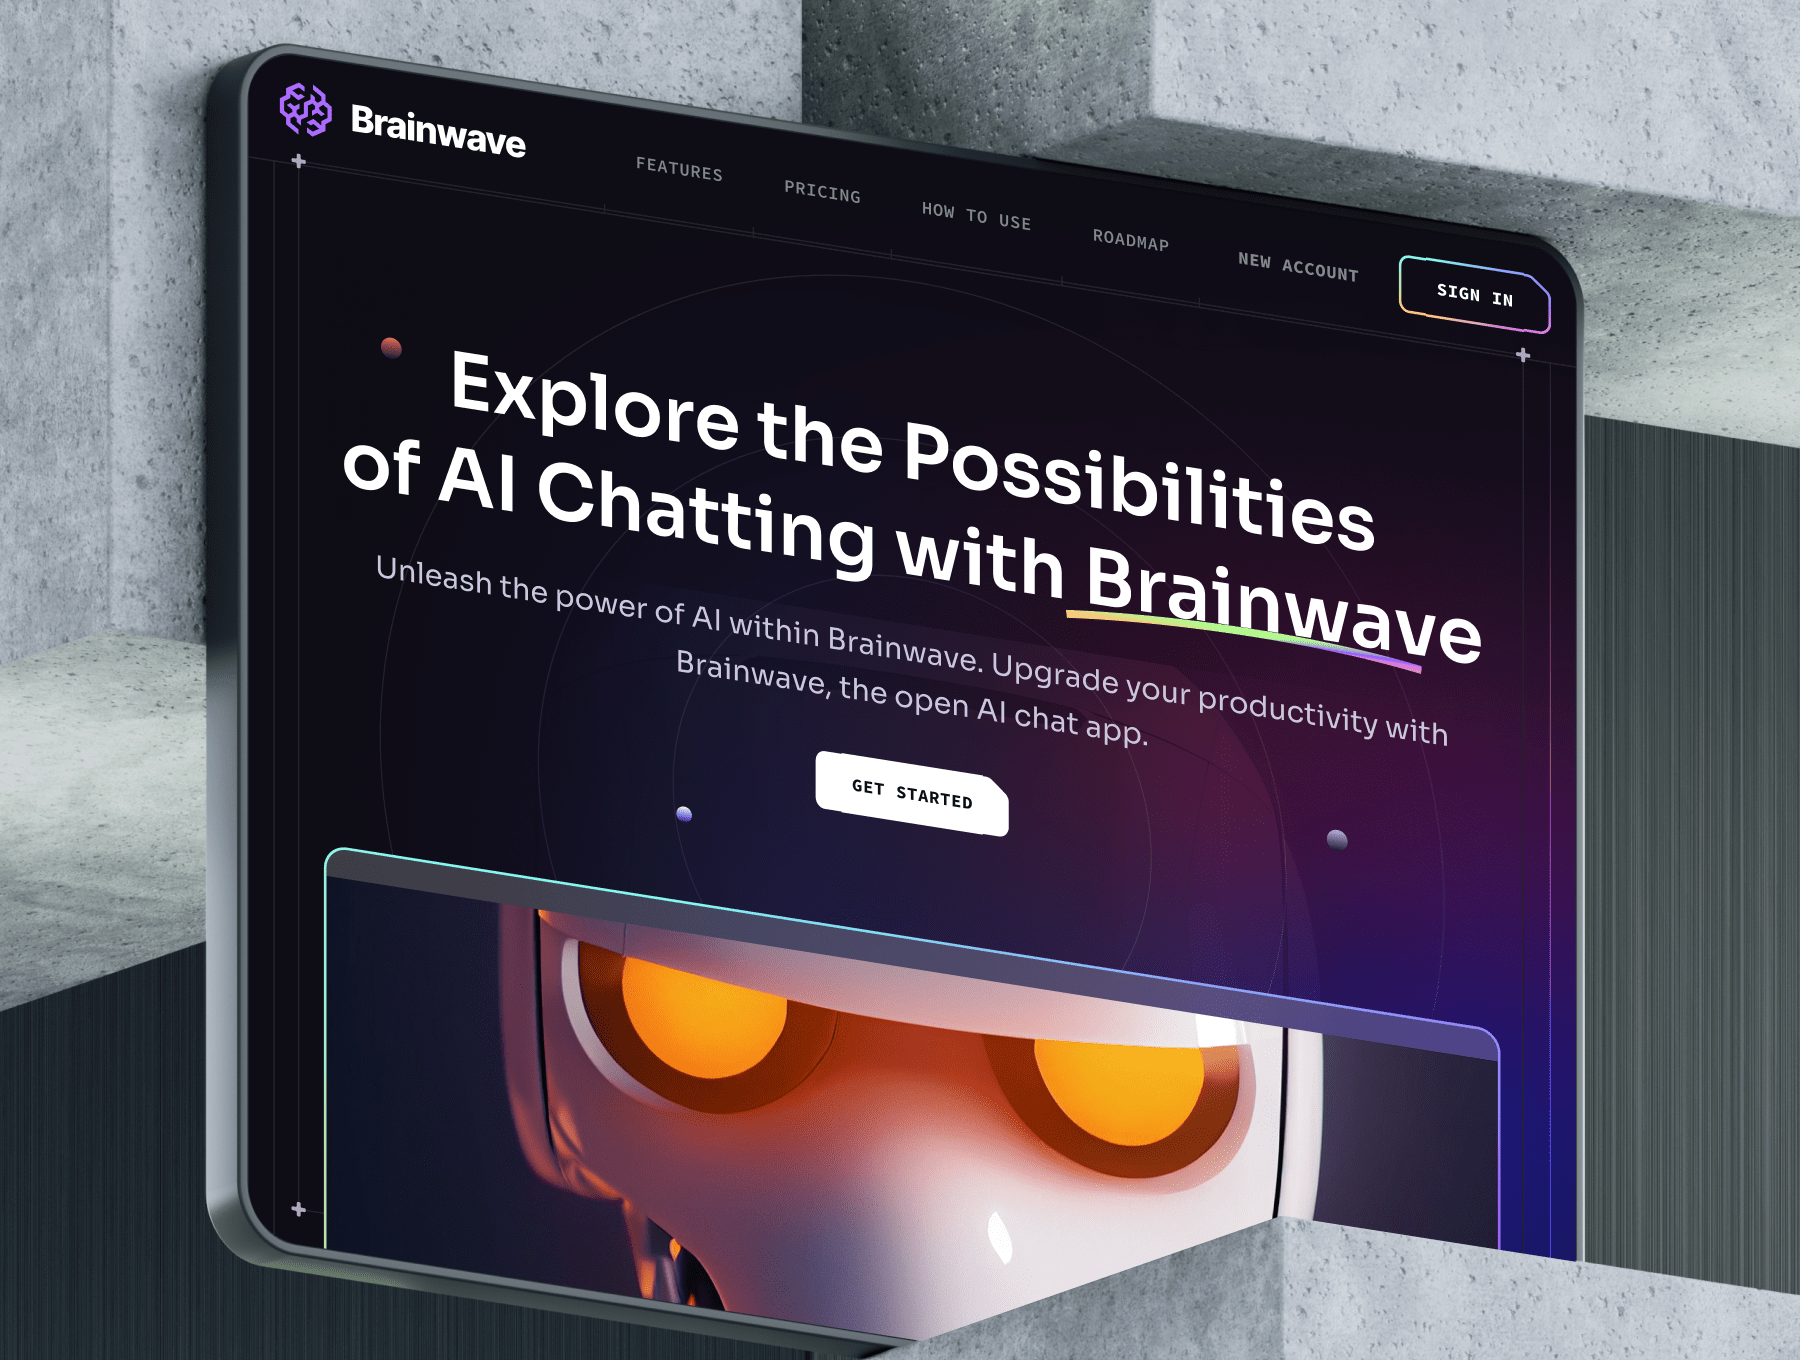 Brainwave
FEATURES
PRICING
HOW TO USE
ROADMAP
NEW ACCOUNT
SIGN IN
Explore the Possibilities
of AI Chatting with Brainwave
Unleash the power of AI within Brainwave. Upgrade your productivity with
Brainwave, the open AI chat app.
GET STARTED